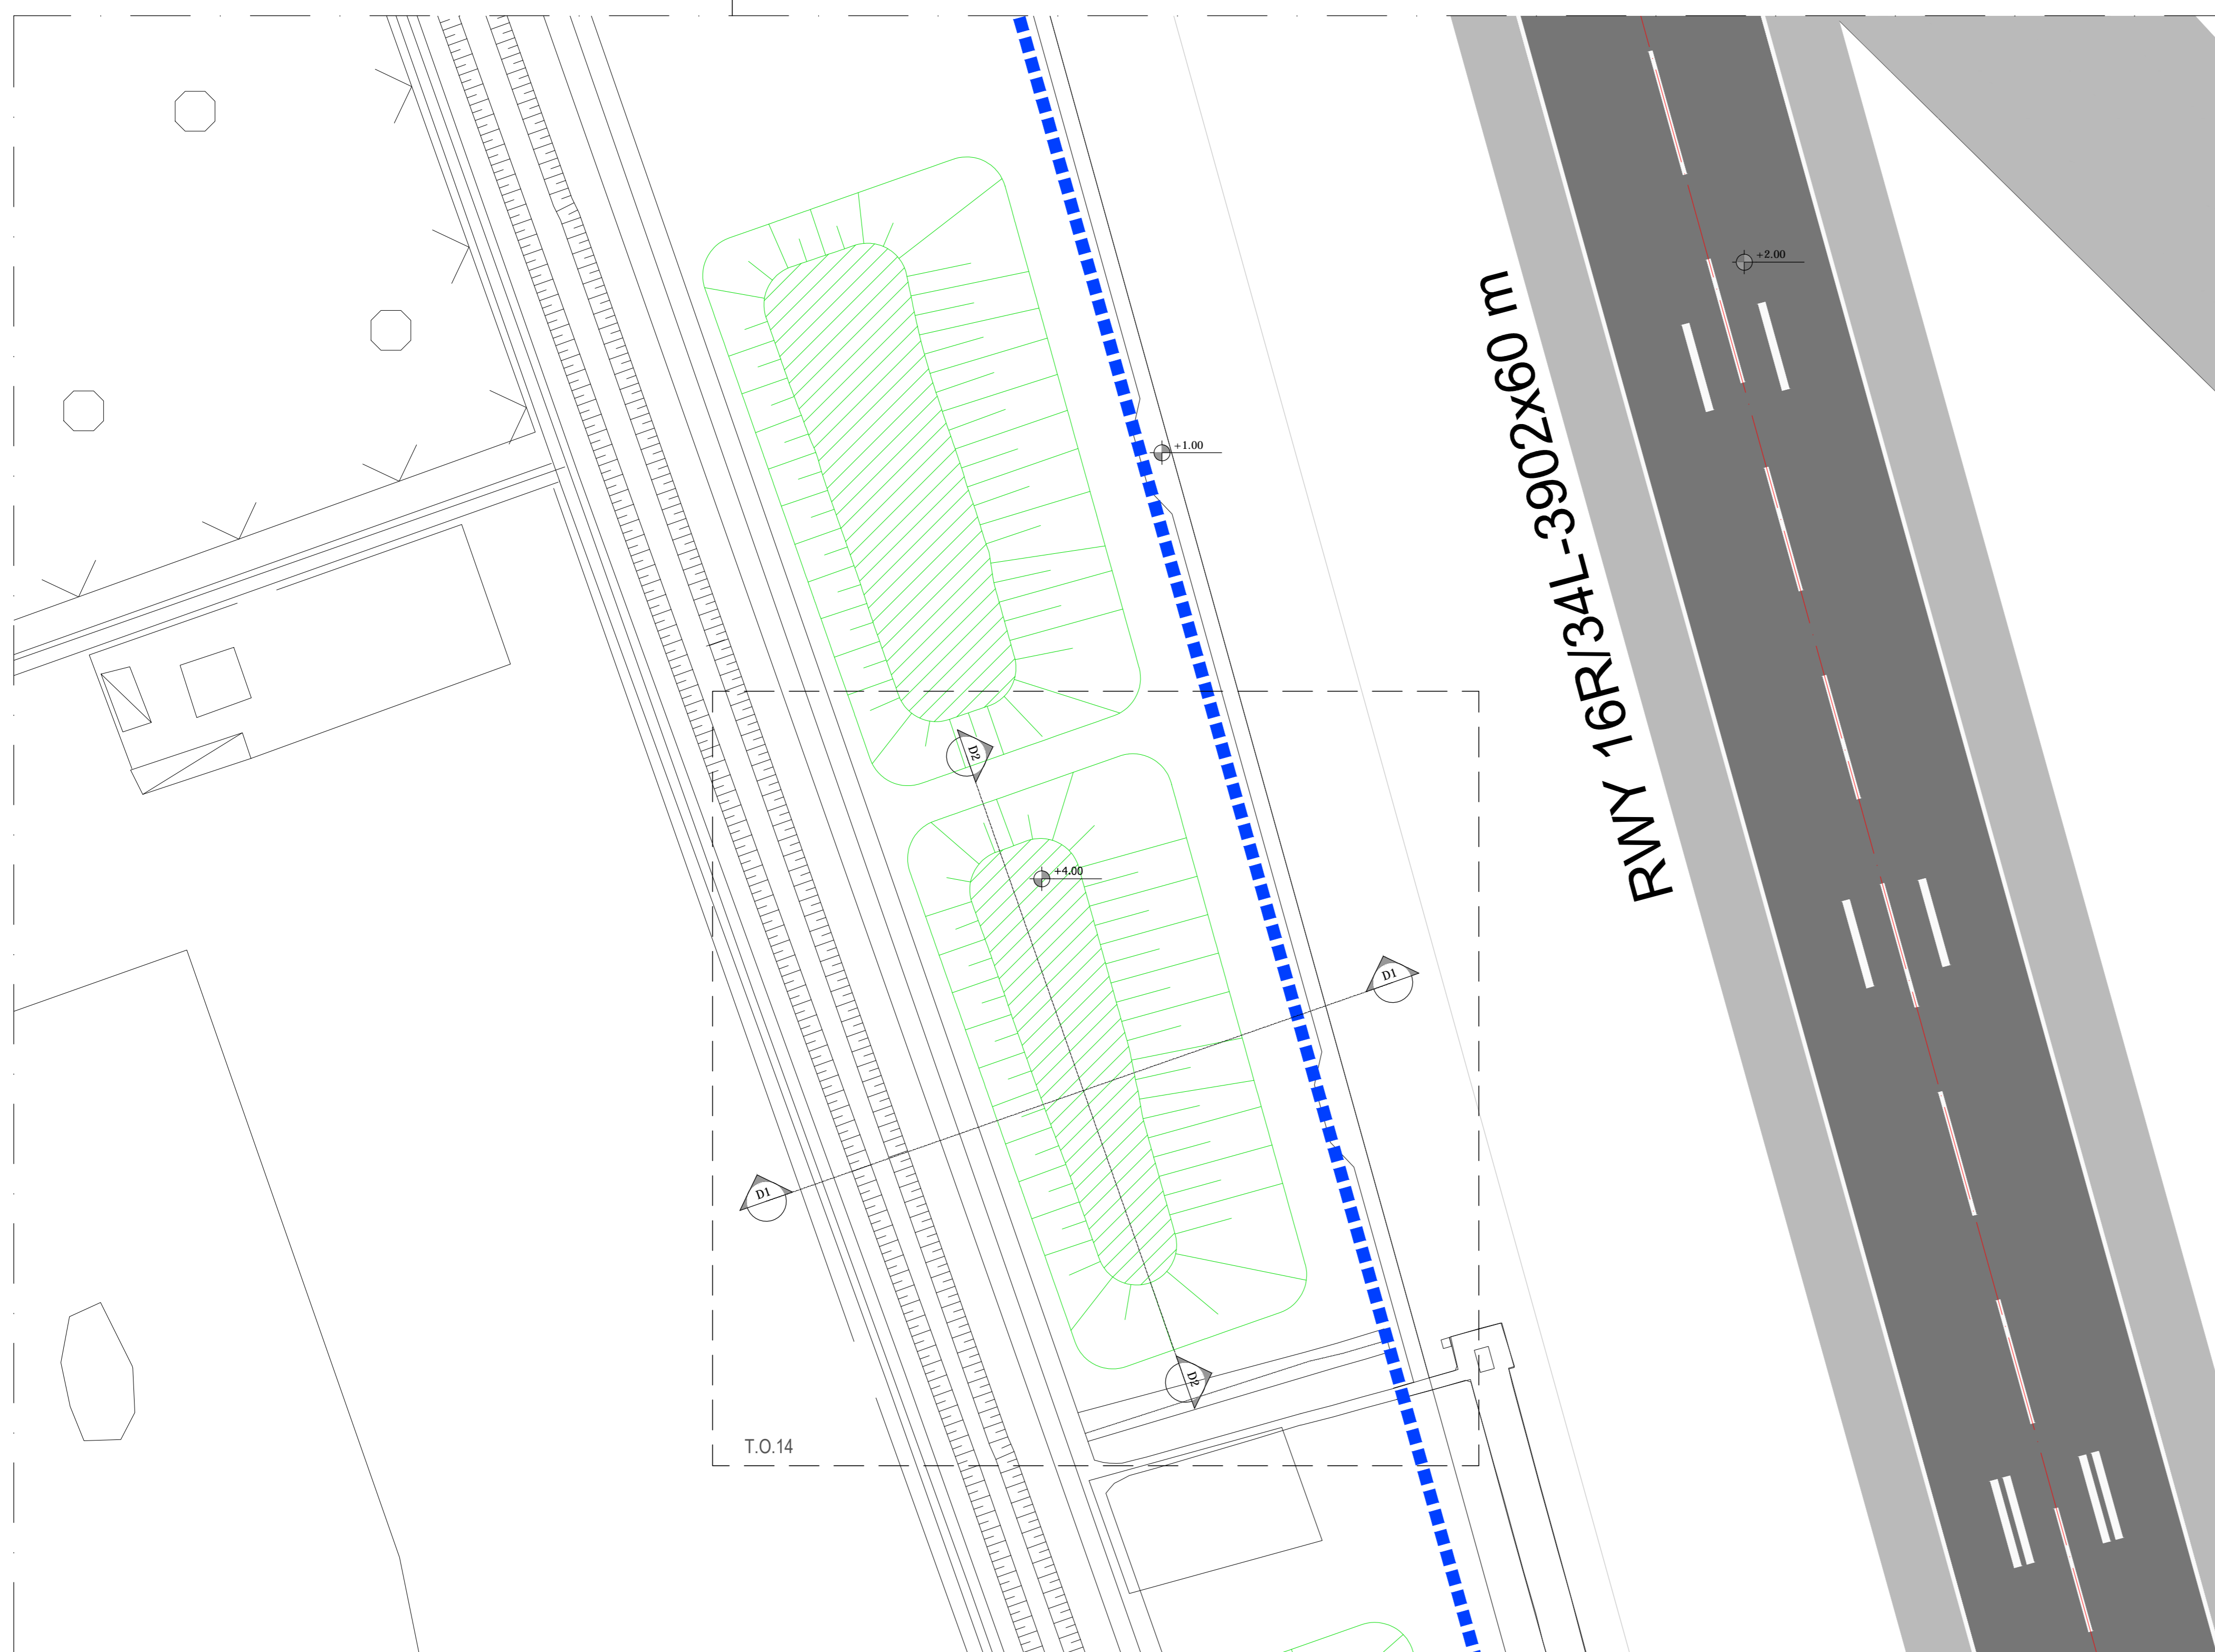 +2.00
+1.00
RWY 16R/34L-3902x60 m
D2
+4.00
D1
D1
D2
T.O.14